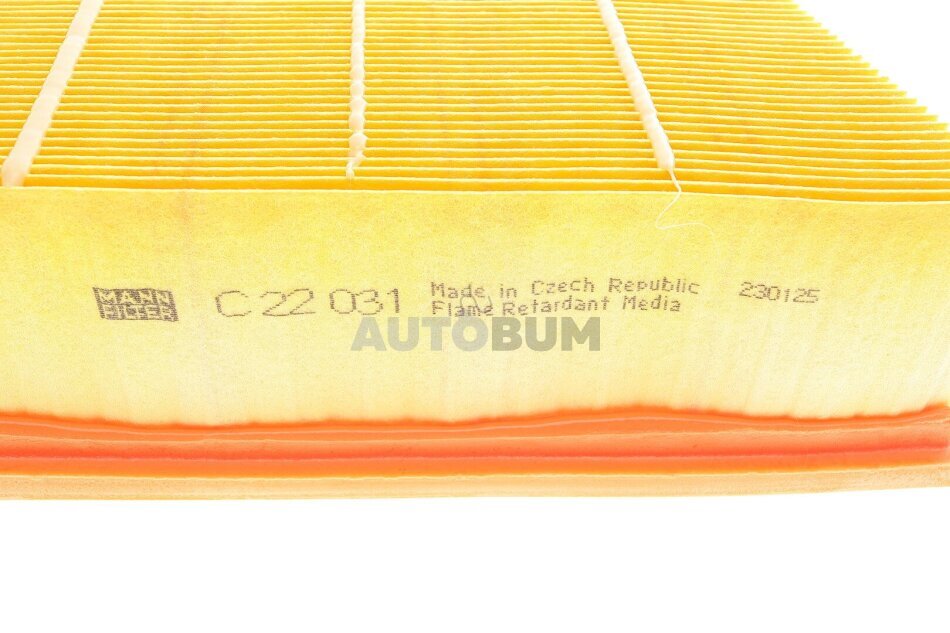 MANN
FILTER
C 22 031
Made in Czech Republic
Flame Retardant Media
230125
AUTOBUM